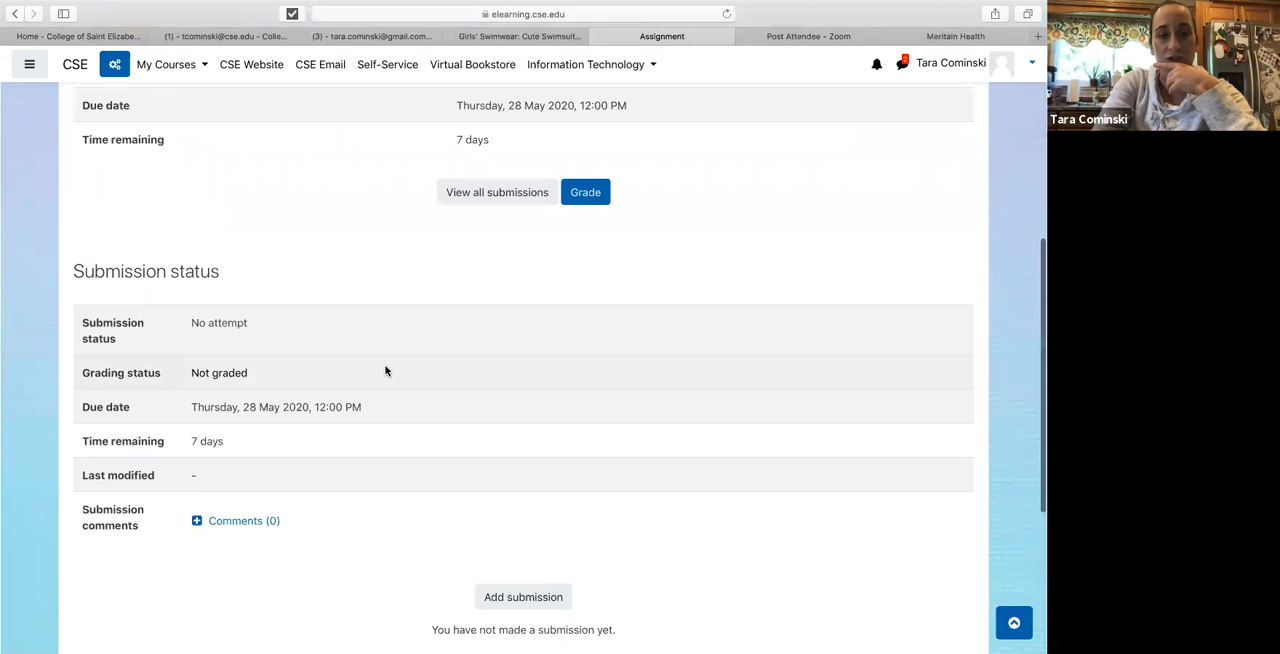 elearning.cse.edu
Home - College of Saint Elizabe...
(1) - tcominski@cse.edu - Colle...
(3) - tara.cominski@gmail.com...
Girls' Swimwear: Cute Swimsuit...
Assignment
Post Attendee - Zoom
Meritain Health
CSE
My Courses
CSE Website
CSE Email
Self-Service
Virtual Bookstore
Information Technology
2
Tara Cominski
Tara Cominski
Due date Thursday, 28 May 2020, 12:00 PM
Time remaining 7 days
View all submissions
Grade
Submission status
Submission status No attempt
Grading status Not graded
Due date Thursday, 28 May 2020, 12:00 PM
Time remaining 7 days
Last modified -
Submission comments Comments (0)
Add submission
You have not made a submission yet.